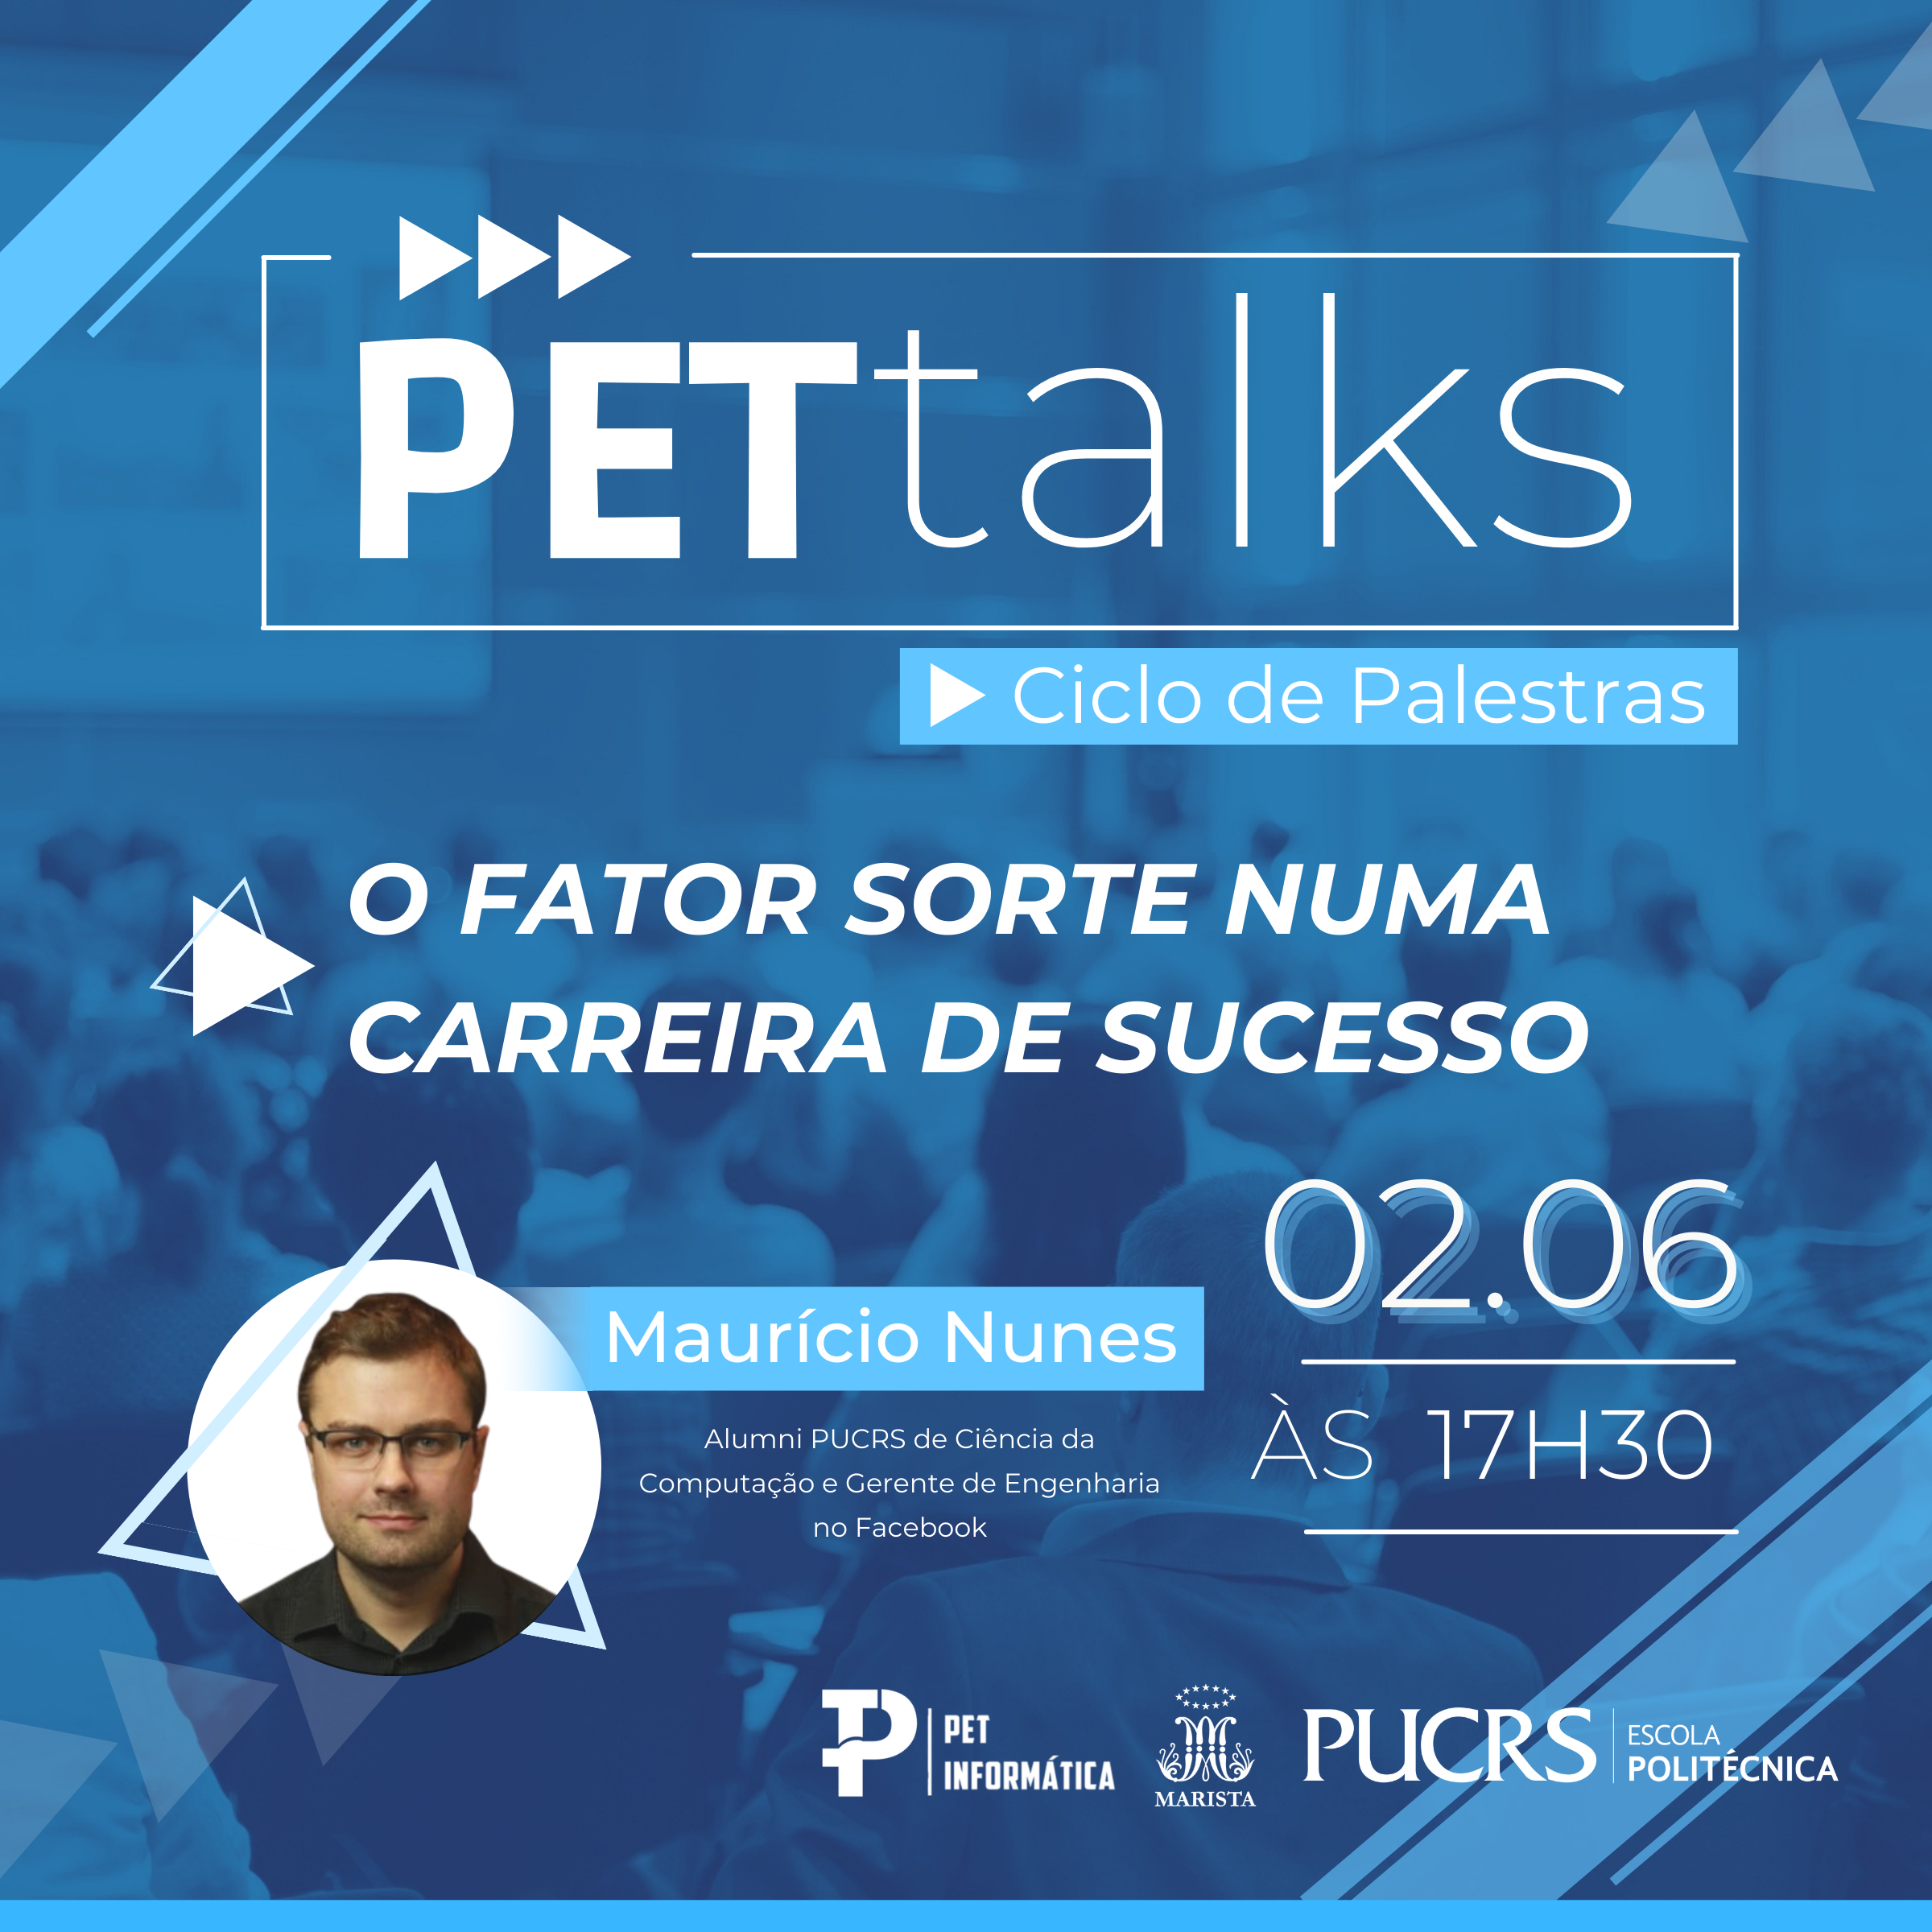 PETtalks
Ciclo de Palestras
O FATOR SORTE NUMA
CARREIRA DE SUCESSO
02.06
ÀS 17H30
Maurício Nunes
Alumni PUCRS de Ciência da
Computação e Gerente de Engenharia
no Facebook
PET
INFORMÁTICA
MARISTA
PUCRS
ESCOLA
POLITÉCNICA